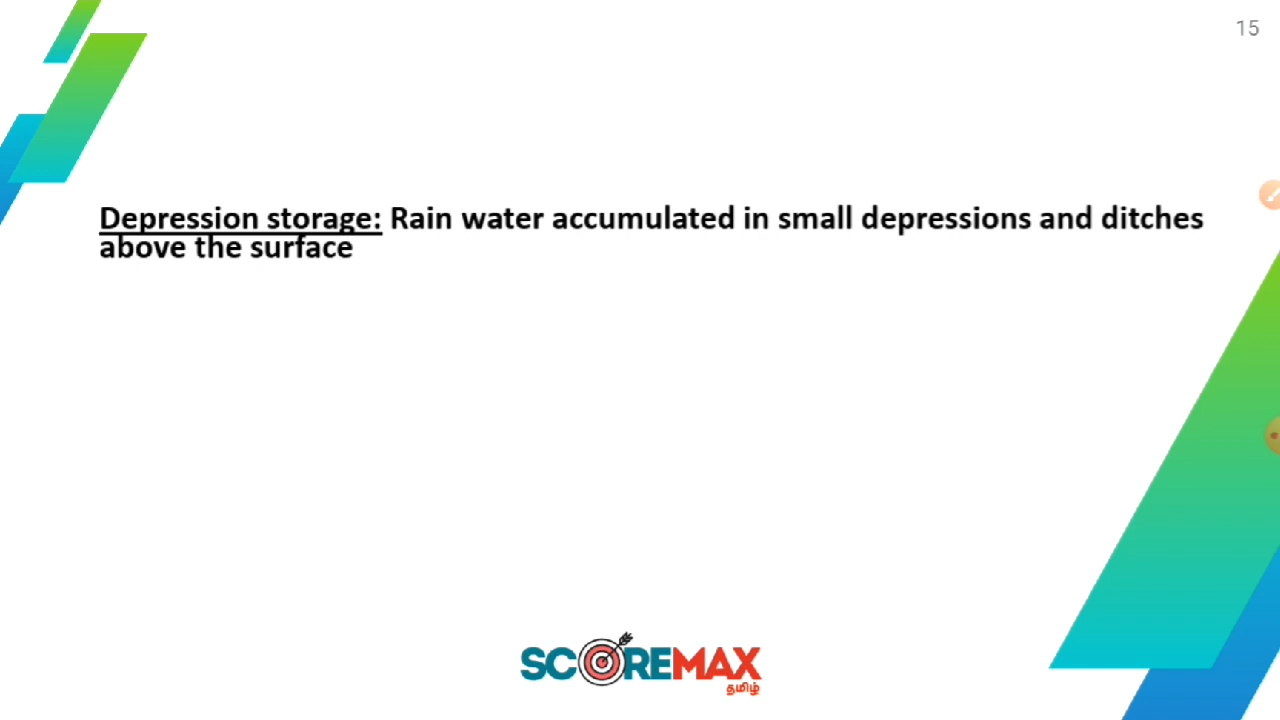 15
Depression storage: Rain water accumulated in small depressions and ditches
above the surface
SCOREMAX
தமிழ்